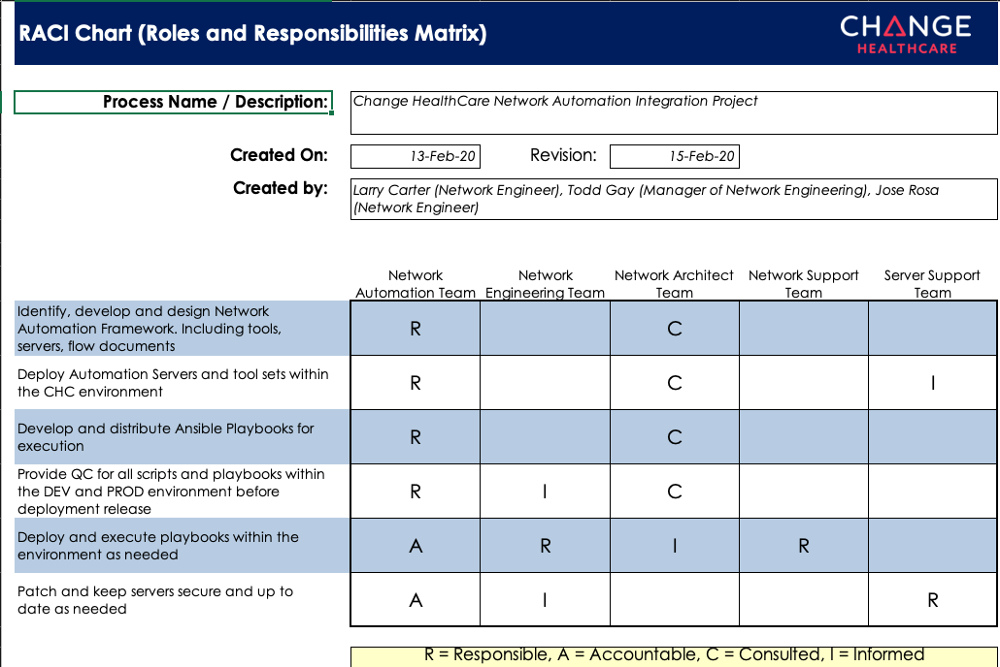 RACI Chart (Roles and Responsibilities Matrix)
CHANGE
HEALTHCARE
Process Name / Description:
Change HealthCare Network Automation Integration Project
Created On:
13-Feb-20
Revision:
15-Feb-20
Created by:
Larry Carter (Network Engineer), Todd Gay (Manager of Network Engineering), Jose Rosa
(Network Engineer)
Network
Automation Team
Network
Engineering Team
Network Architect
Team
Network Support
Team
Server Support
Team
Identify, develop and design Network
Automation Framework. Including tools,
servers, flow documents
R C
Deploy Automation Servers and tool sets within
the CHC environment
R C I
Develop and distribute Ansible Playbooks for
execution
R C
Provide QC for all scripts and playbooks within
the DEV and PROD environment before
deployment release
R I C
Deploy and execute playbooks within the
environment as needed
A R I R
Patch and keep servers secure and up to
date as needed
A I R
R = Responsible, A = Accountable, C = Consulted, I = Informed